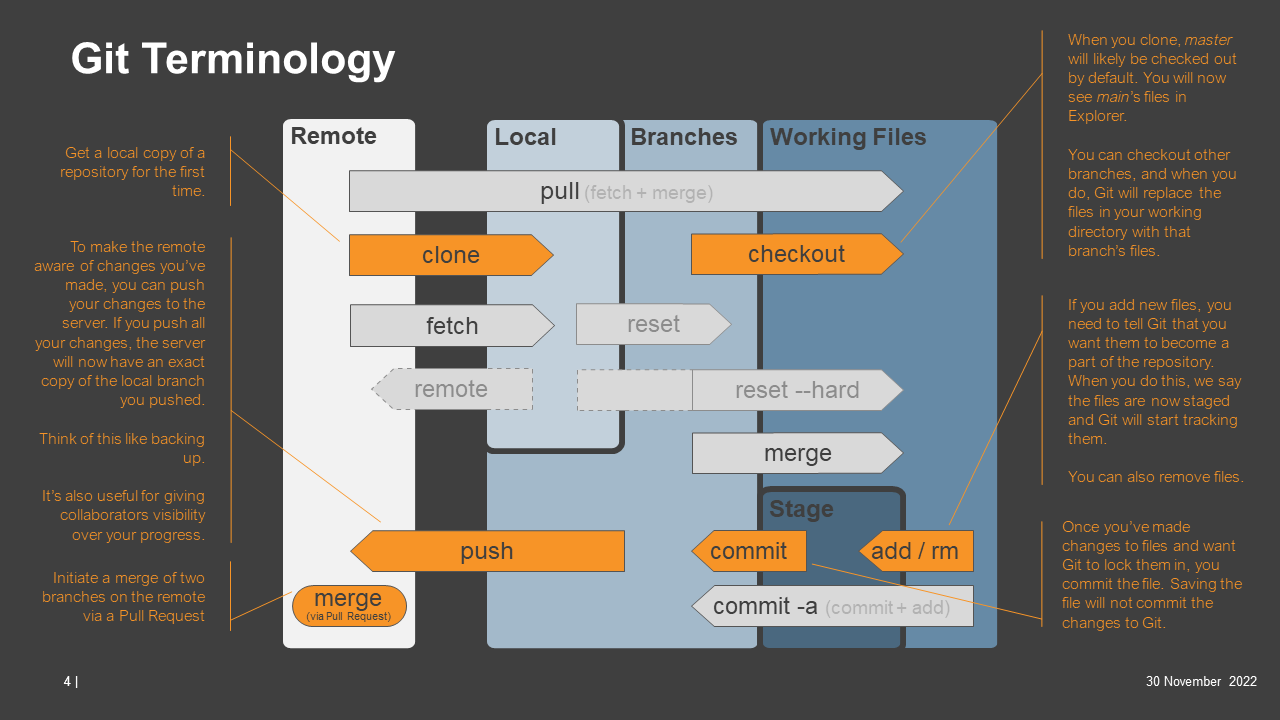 Git Terminology
Get a local copy of a
repository for the first
time.
To make the remote
aware of changes you've
made, you can push
your changes to the
server. If you push all
your changes, the server
will now have an exact
copy of the local branch
you pushed.
Think of this like backing
up.
It's also useful for giving
collaborators visibility
over your progress.
Initiate a merge of two
branches on the remote
via a Pull Request
Remote
Local
Branches
Working Files
pull (fetch + merge)
clone
checkout
fetch
reset
remote
reset --hard
merge
Stage
push
commit
add / rm
merge
(via Pull Request)
commit -a (commit + add)
When you clone, master
will likely be checked out
by default. You will now
see main's files in
Explorer.
You can checkout other
branches, and when you
do, Git will replace the
files in your working
directory with that
branch's files.
If you add new files, you
need to tell Git that you
want them to become a
part of the repository.
When you do this, we say
the files are now staged
and Git will start tracking
them.
You can also remove files.
Once you've made
changes to files and want
Git to lock them in, you
commit the file. Saving the
file will not commit the
changes to Git.
4 |
30 November 2022